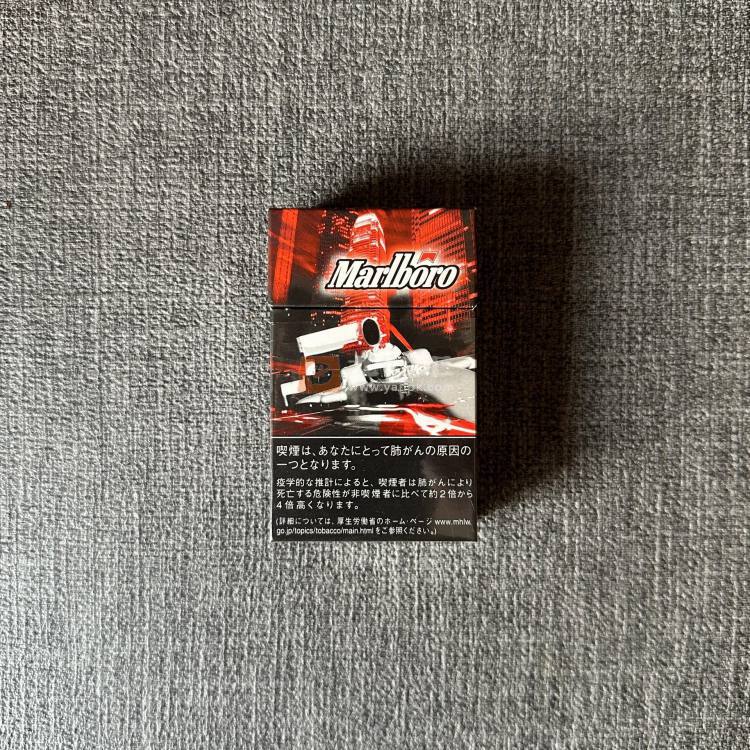 Marlboro
www.yanpk.com
喫煙は、あなたにとって肺がんの原因の
一つとなります。
疫学的な推計によると、喫煙者は肺がんにより
死亡する危険性が非喫煙者に比べて約2倍から
4倍高くなります。
(詳細については、厚生労働省のホーム・ページ www.mhlw.
go.jp/topics/tobacco/main.html をご参照ください。)